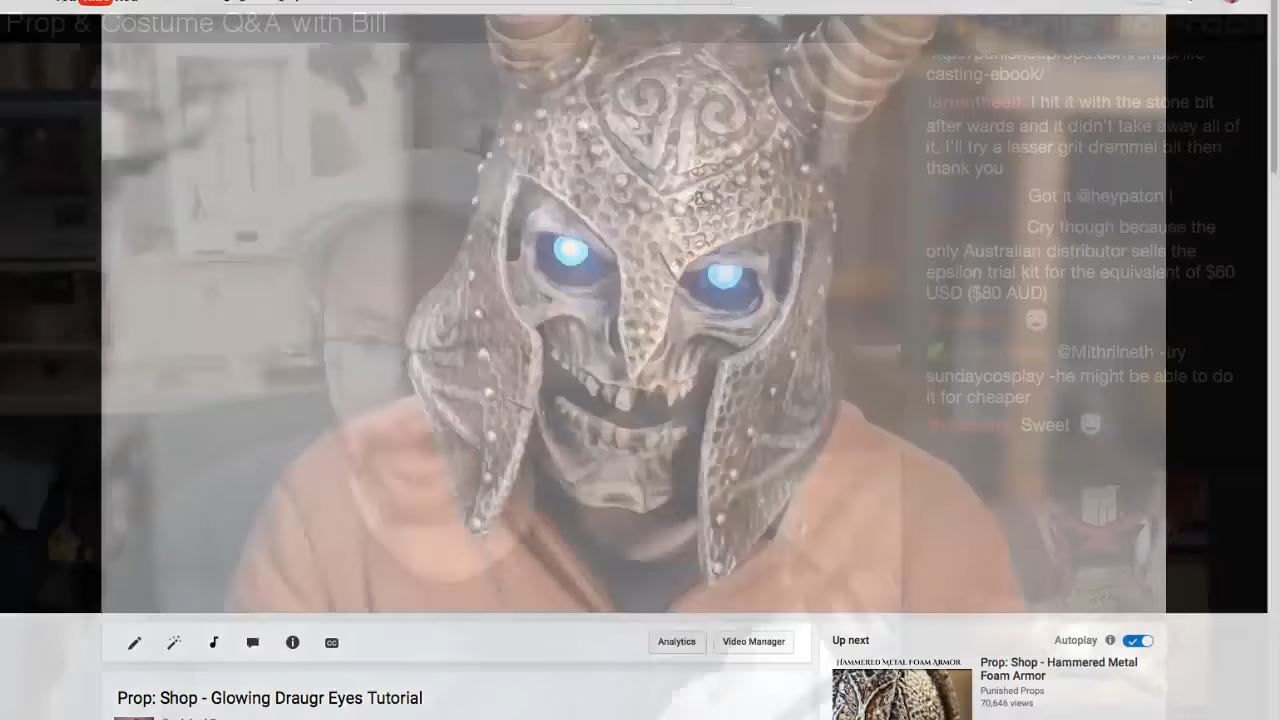 Prop & Costume Q&A with Bill
casting-ebook/
I hit it with the stone bit
after wards and it didn't take away all of
it, I'll try a lesser grit dremmel bit then
thank you
Got it @heypatch
Cry though because the
only Australian distributor sells the
epsilon trial kit for the equivalent of $60
USD ($80 AUD)
@Mithrilneth -try
sundaycosplay -he might be able to do
it for cheaper
Sweet
Analytics
Video Manager
Up next
Autoplay
Prop: Shop - Glowing Draugr Eyes Tutorial
HAMMERED METAL FOAM ARMOR
Prop: Shop - Hammered Metal
Foam Armor
Punished Props
70,646 views